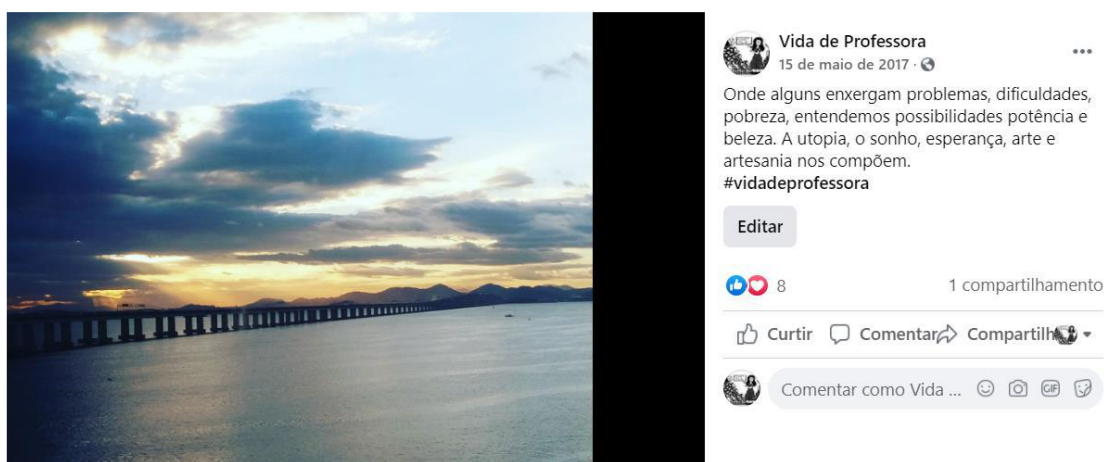 Vida de Professora
15 de maio de 2017 ·
Onde alguns enxergam problemas, dificuldades,
pobreza, entendemos possibilidades potência e
beleza. A utopia, o sonho, esperança, arte e
artesania nos compõem.
#vidadeprofessora
Editar
8
1 compartilhamento
Curtir Comentar Compartilh
Comentar como Vida ... GIF